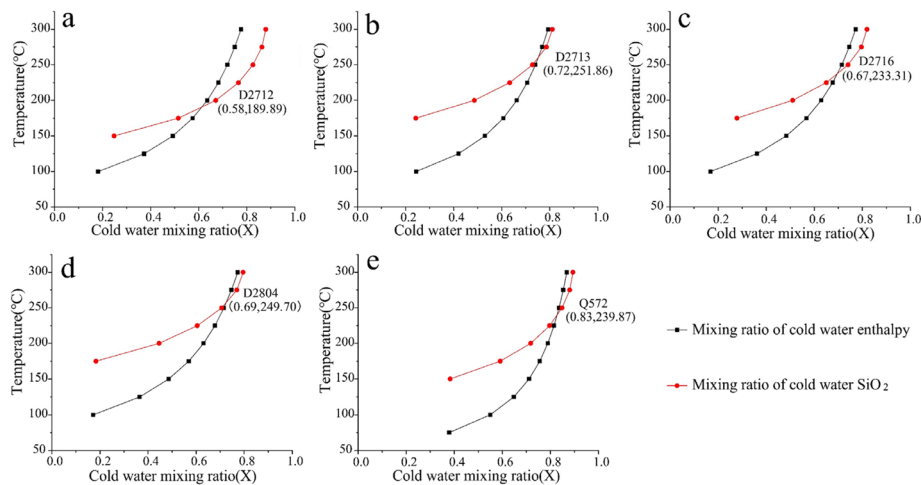 a
Temperature(℃)
300
250
200
150
100
50
D2712
(0.58,189.89)
0.0 0.2 0.4 0.6 0.8 1.0
Cold water mixing ratio(X)
b
Temperature(℃)
300
250
200
150
100
50
D2713
(0.72,251.86)
0.0 0.2 0.4 0.6 0.8 1.0
Cold water mixing ratio(X)
c
Temperature(℃)
300
250
200
150
100
50
D2716
(0.67,233.31)
0.0 0.2 0.4 0.6 0.8 1.0
Cold water mixing ratio(X)
d
Temperature(℃)
300
250
200
150
100
50
D2804
(0.69,249.70)
0.0 0.2 0.4 0.6 0.8 1.0
Cold water mixing ratio(X)
e
Temperature(℃)
300
250
200
150
100
50
Q572
(0.83,239.87)
0.0 0.2 0.4 0.6 0.8 1.0
Cold water mixing ratio(X)
Mixing ratio of cold water enthalpy
Mixing ratio of cold water SiO₂